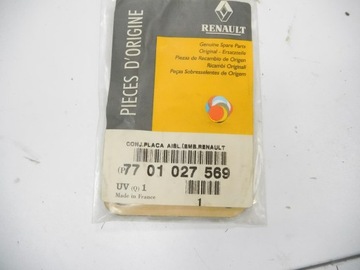 PIECES D'ORIGINE
RENAULT
Genuine Spare Parts
Original - Ersatzteile
Piezas de Recambio de Origen
Ricambi Originali
Peças Sobresselentes de Origem
CONJ.PLACA AISL.(EMB.RENAULT
(P) 77 01 027 569
UV (Q) 1
Made in France
1